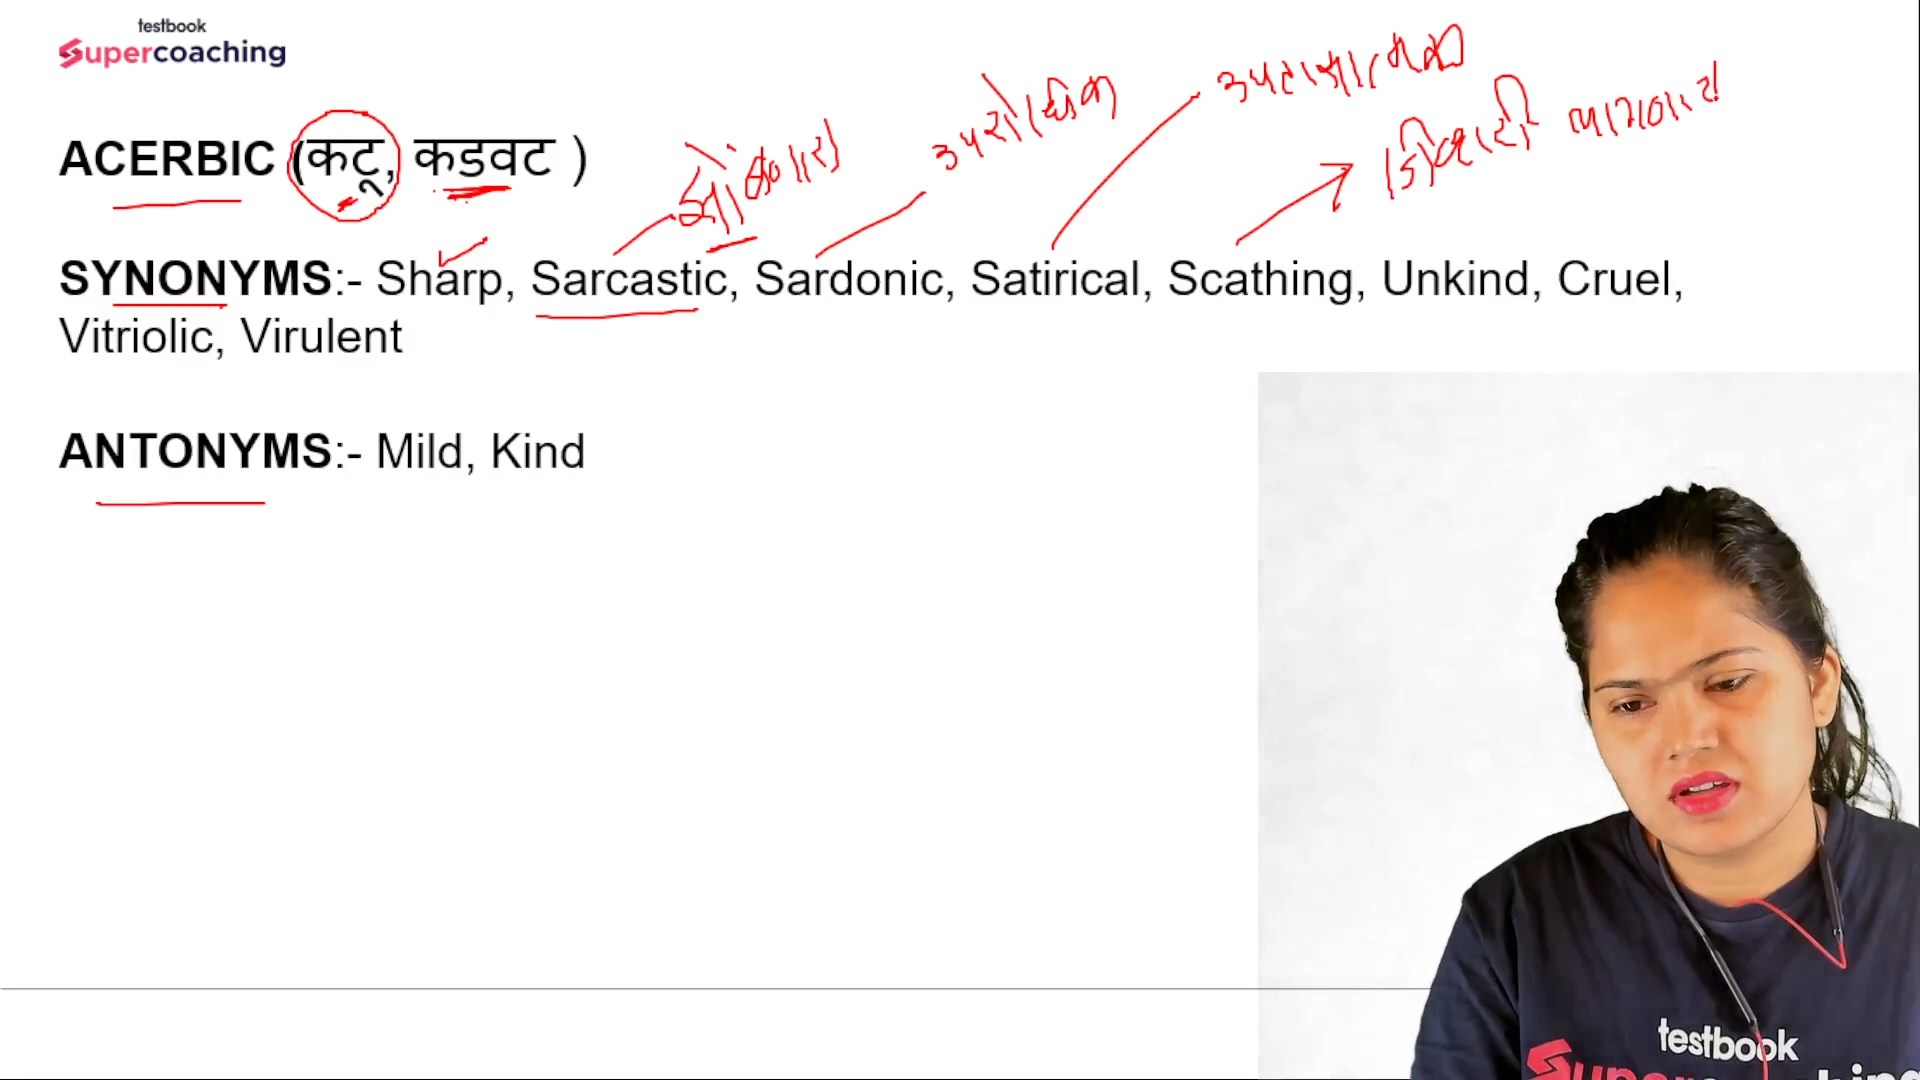 testbook
Supercoaching
ACERBIC (कटू, कडवट )
SYNONYMS:- Sharp, Sarcastic, Sardonic, Satirical, Scathing, Unkind, Cruel,
Vitriolic, Virulent
ANTONYMS:- Mild, Kind
testbook